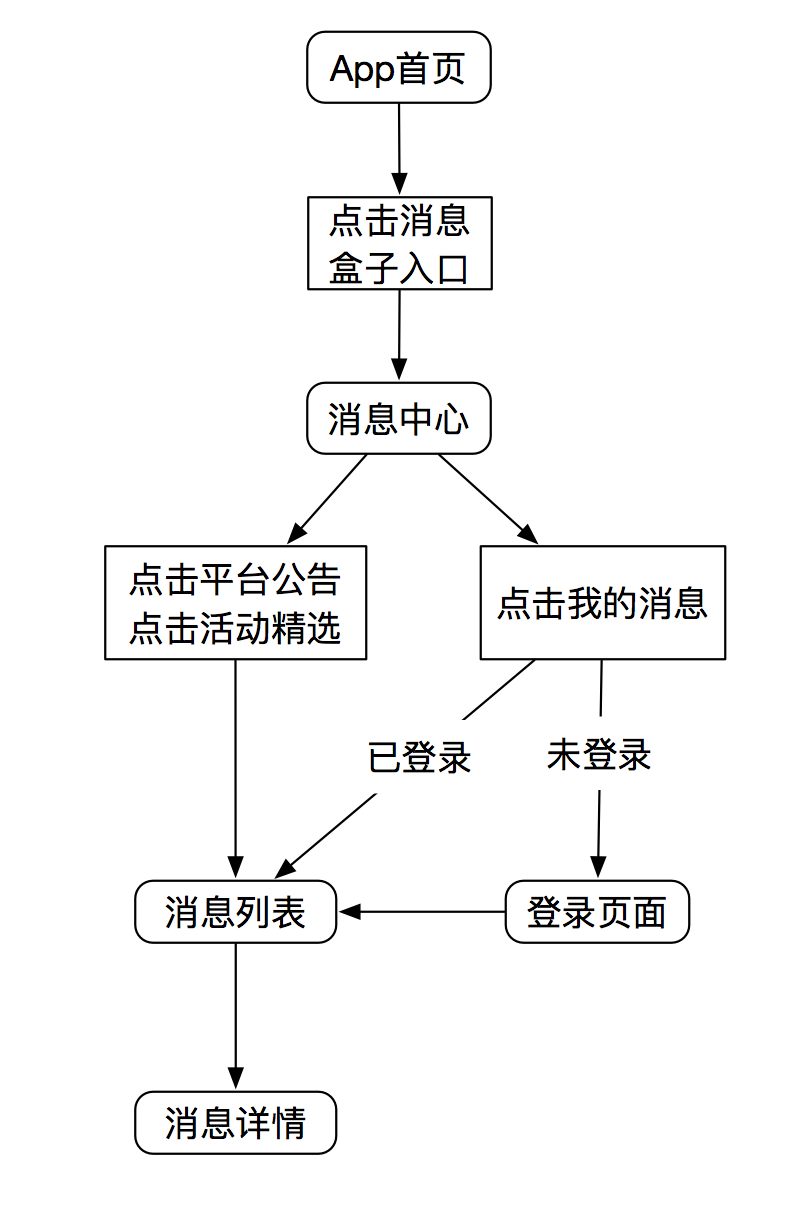 App首页
点击消息
盒子入口
消息中心
点击平台公告
点击活动精选
点击我的消息
已登录
未登录
消息列表
登录页面
消息详情